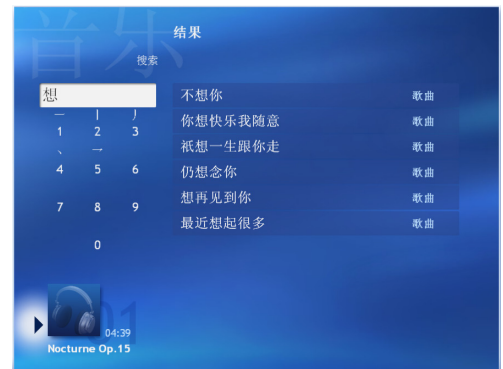 音乐
结果
搜索
想
不想你 歌曲
你想快乐我随意 歌曲
祇想一生跟你走 歌曲
仍想念你 歌曲
想再见到你 歌曲
最近想起很多 歌曲
一 丨 丿
1 2 3
丶 乛
4 5 6
7 8 9
0
01
04:39
Nocturne Op.15